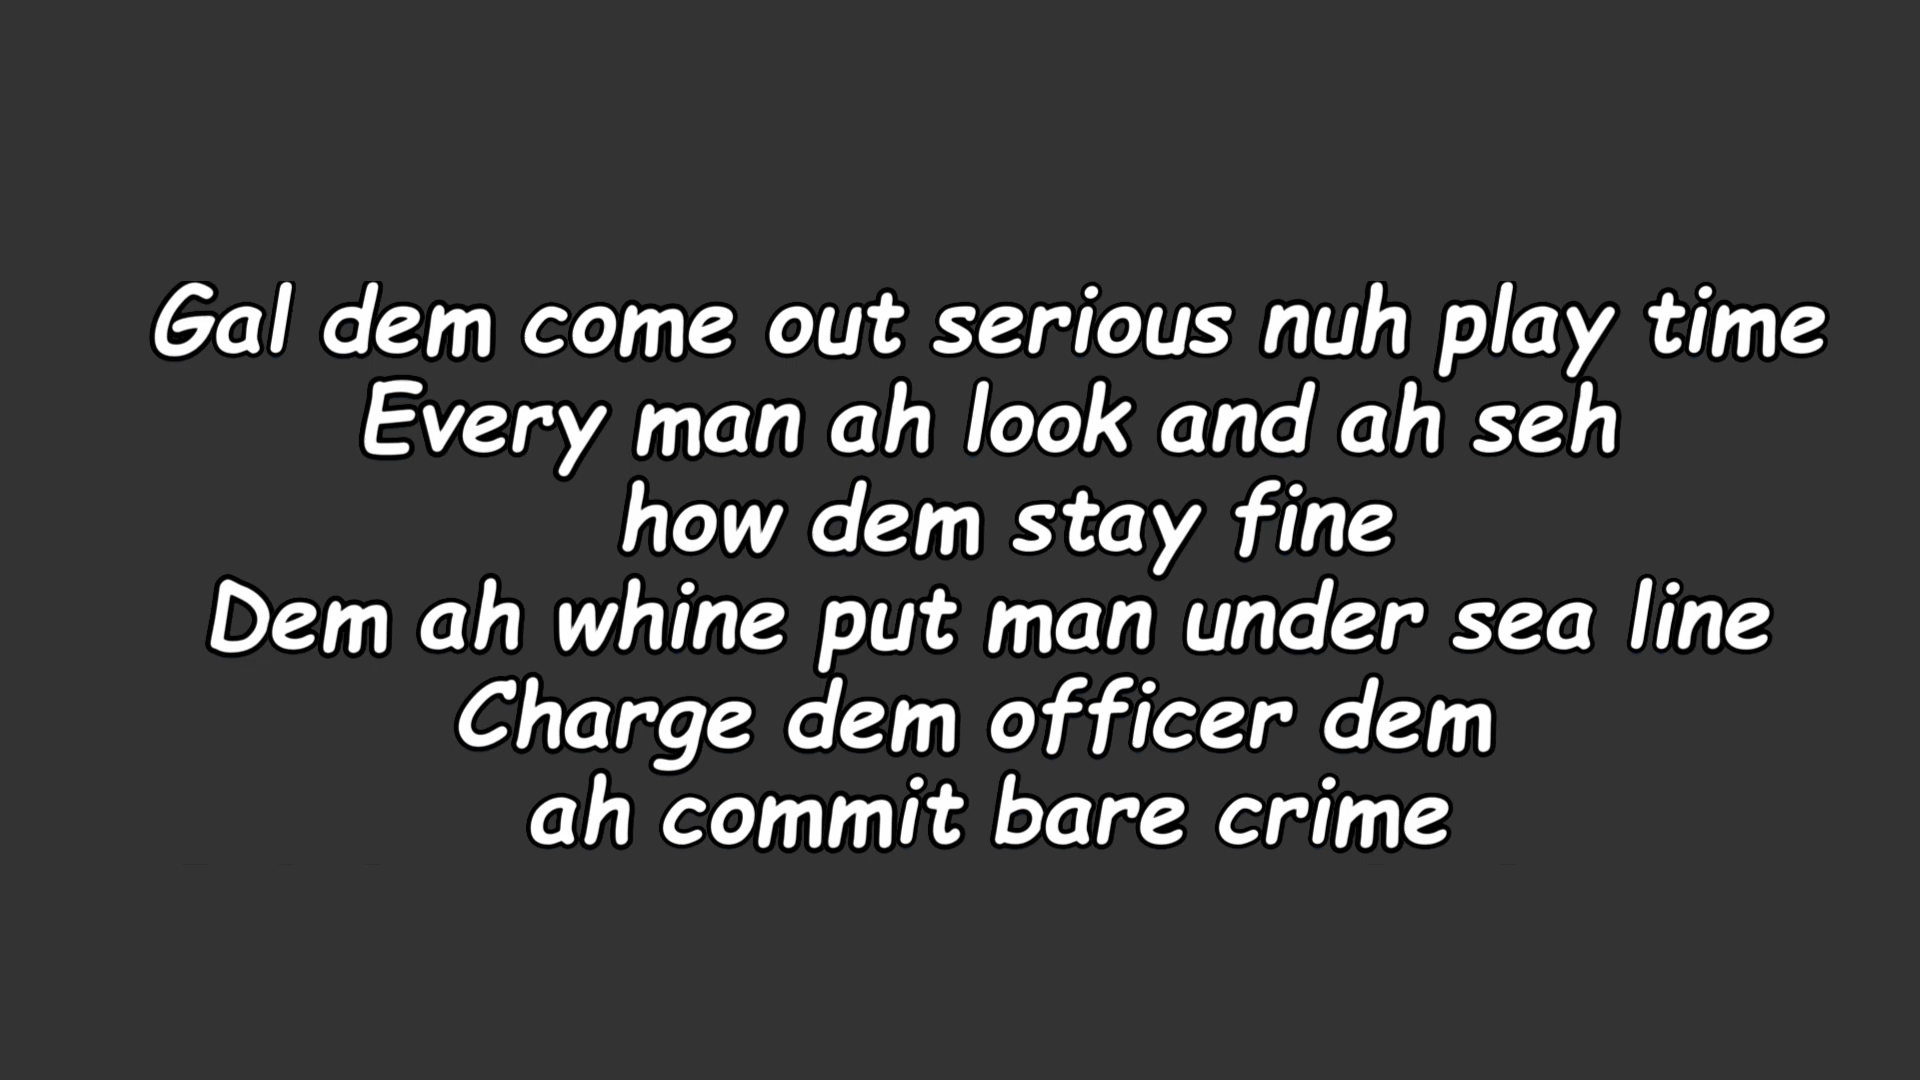 Gal dem come out serious nuh play time
Every man ah look and ah seh
how dem stay fine
Dem ah whine put man under sea line
Charge dem officer dem
ah commit bare crime